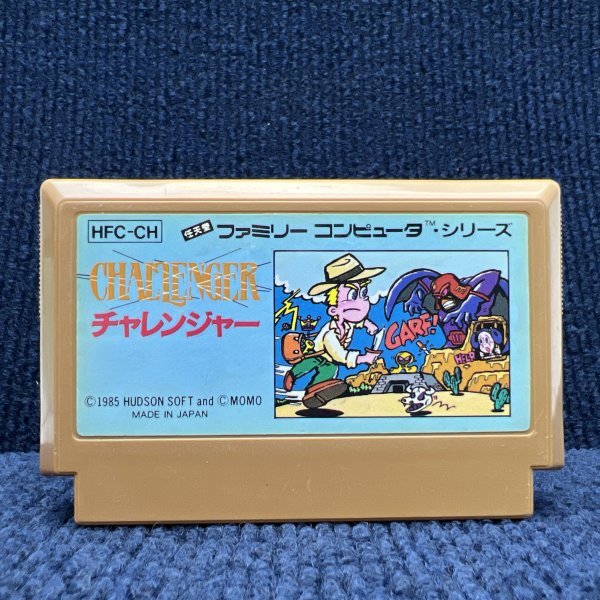 HFC-CH
任天堂 ファミリー コンピュータ™・シリーズ
CHALLENGER
チャレンジャー
GARF!
HELP
©1985 HUDSON SOFT and ©MOMO
MADE IN JAPAN